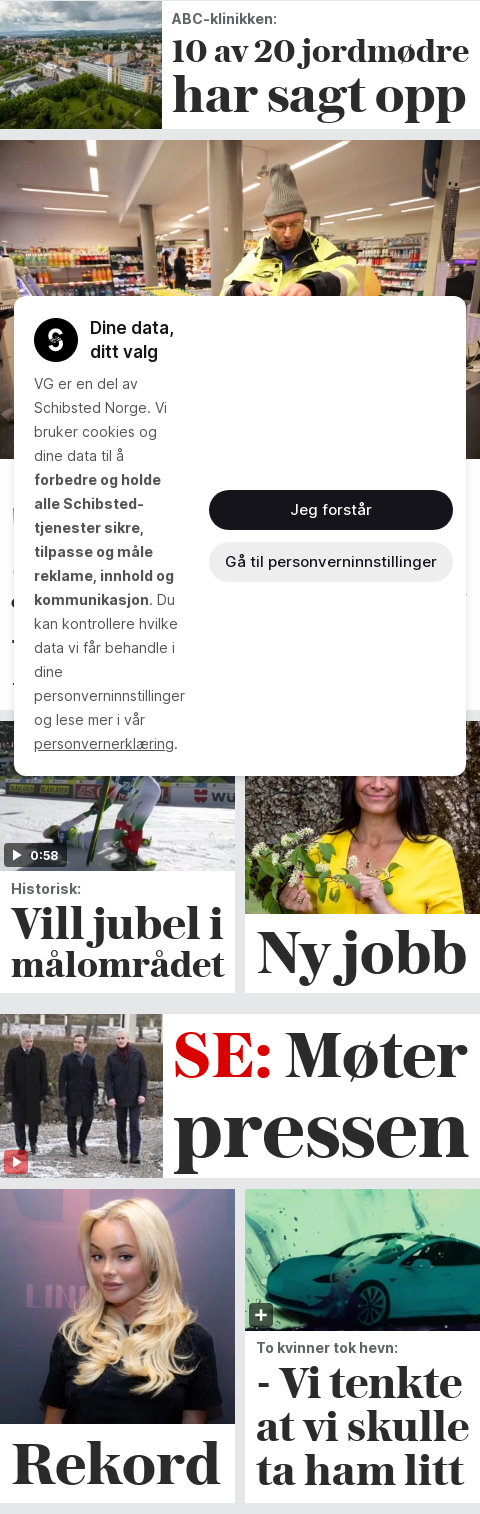 ABC-klinikken:
10 av 20 jordmødre
har sagt opp
Dine data,
ditt valg
VG er en del av
Schibsted Norge. Vi
bruker cookies og
dine data til å
forbedre og holde
alle Schibsted-
tjenester sikre,
tilpasse og måle
reklame, innhold og
kommunikasjon. Du
kan kontrollere hvilke
data vi får behandle i
dine
personverninnstillinger
og lese mer i vår
personvernerklæring.
Jeg forstår
Gå til personverninnstillinger
0:58
Historisk:
Vill jubel i
målområdet
Ny jobb
SE: Møter
pressen
Rekord
To kvinner tok hevn:
- Vi tenkte
at vi skulle
ta ham litt